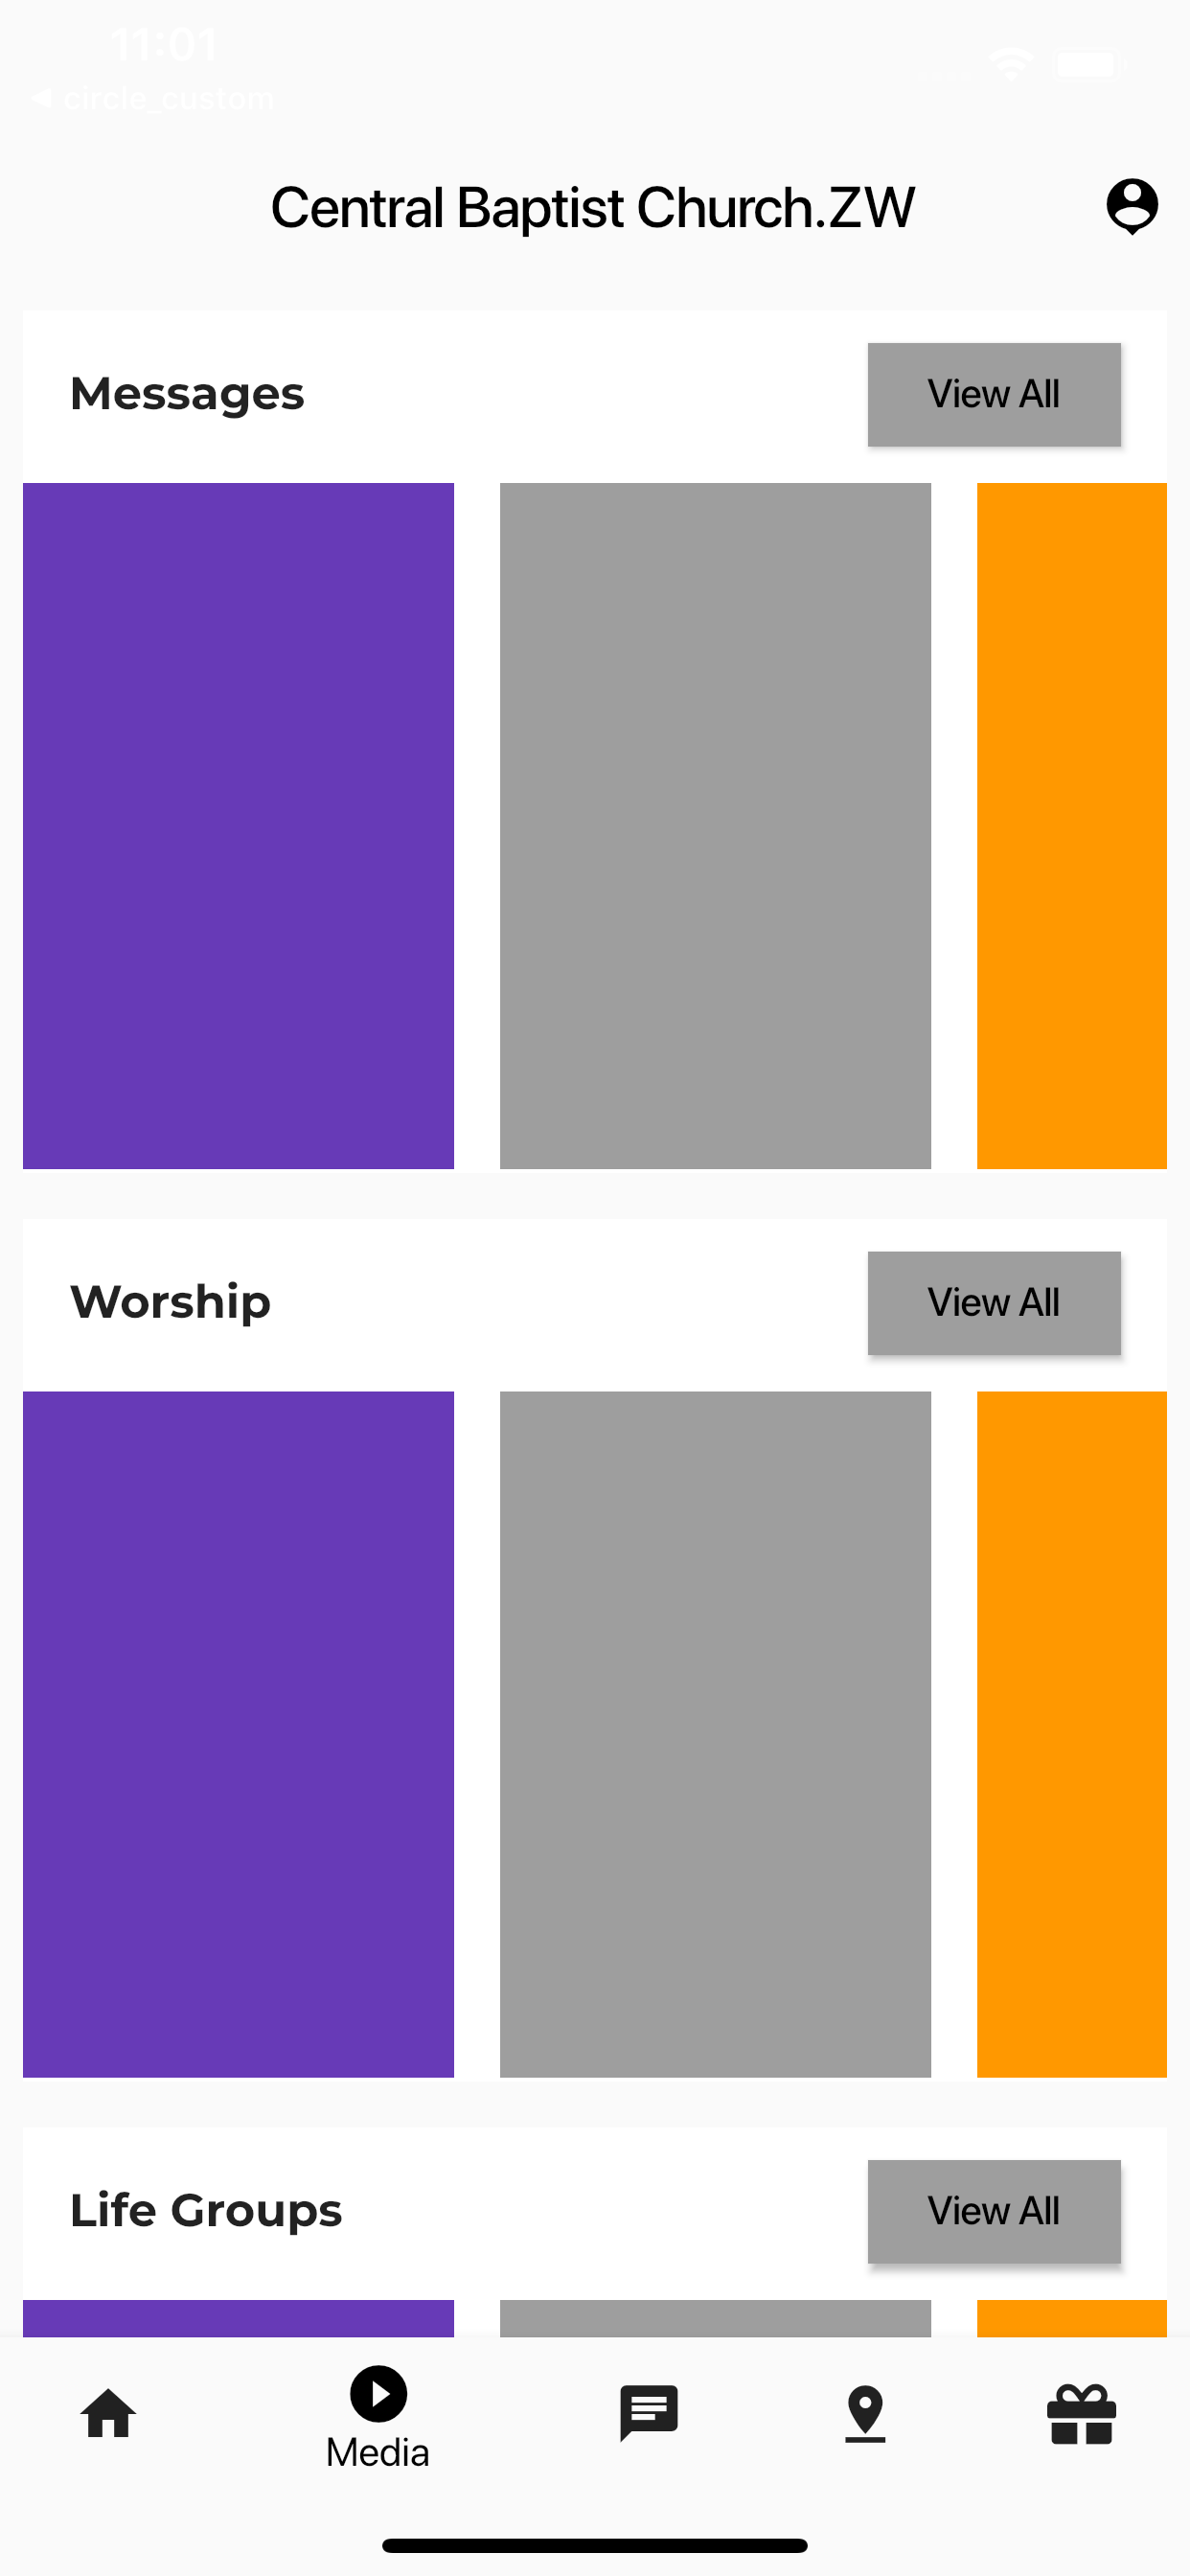 11:01
◀ circle_custom
Central Baptist Church.ZW
Messages
View All
Worship
View All
Life Groups
View All
Media